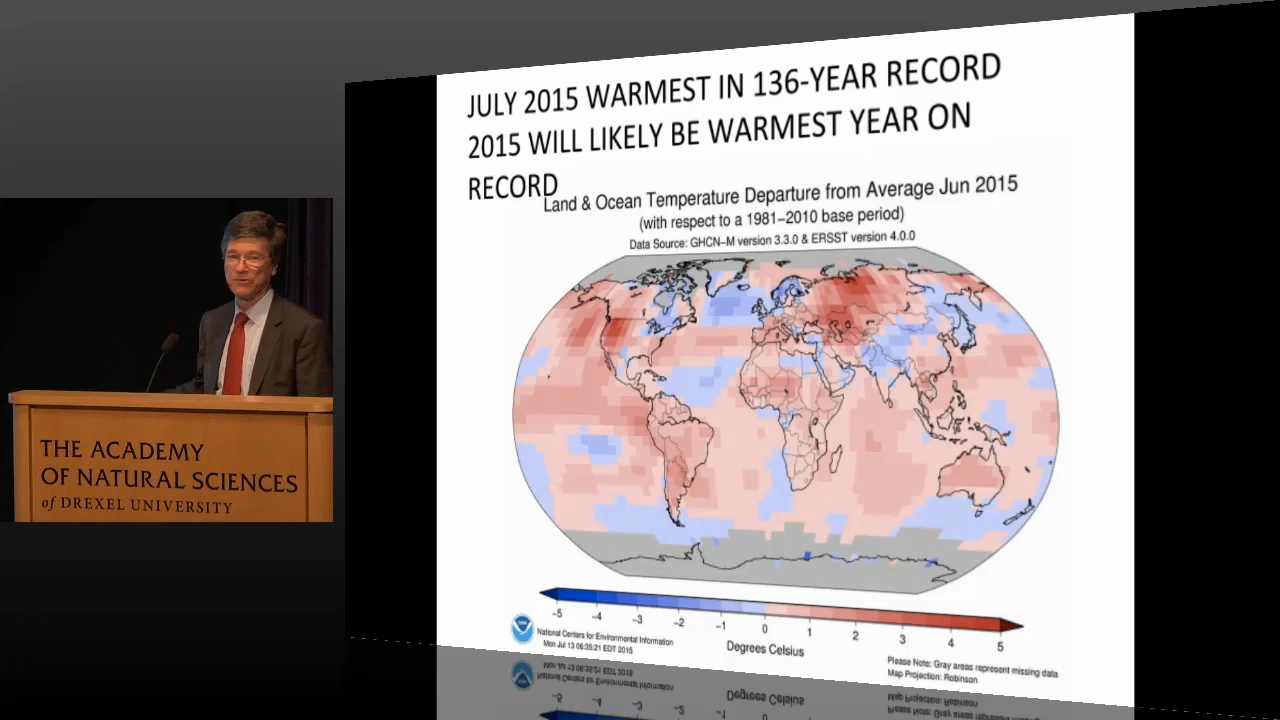 JULY 2015 WARMEST IN 136-YEAR RECORD
2015 WILL LIKELY BE WARMEST YEAR ON
RECORD
Land & Ocean Temperature Departure from Average Jun 2015
(with respect to a 1981–2010 base period)
Data Source: GHCN–M version 3.3.0 & ERSST version 4.0.0
THE ACADEMY
OF NATURAL SCIENCES
of DREXEL UNIVERSITY
-5 -4 -3 -2 -1 0 1 2 3 4 5
Degrees Celsius
National Centers for Environmental Information
Mon Jul 13 06:35:21 EDT 2015
Please Note: Gray areas represent missing data
Map Projection: Robinson